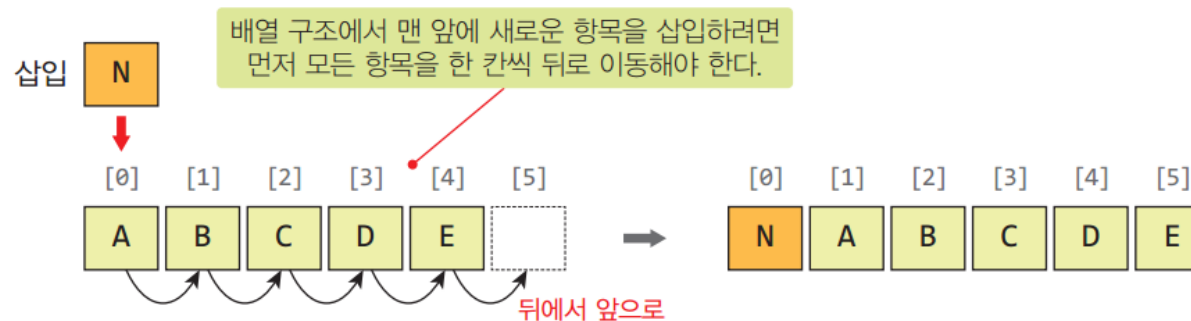 배열 구조에서 맨 앞에 새로운 항목을 삽입하려면
먼저 모든 항목을 한 칸씩 뒤로 이동해야 한다.
삽입 N
[0] [1] [2] [3] [4] [5]
A B C D E
뒤에서 앞으로
[0] [1] [2] [3] [4] [5]
N A B C D E